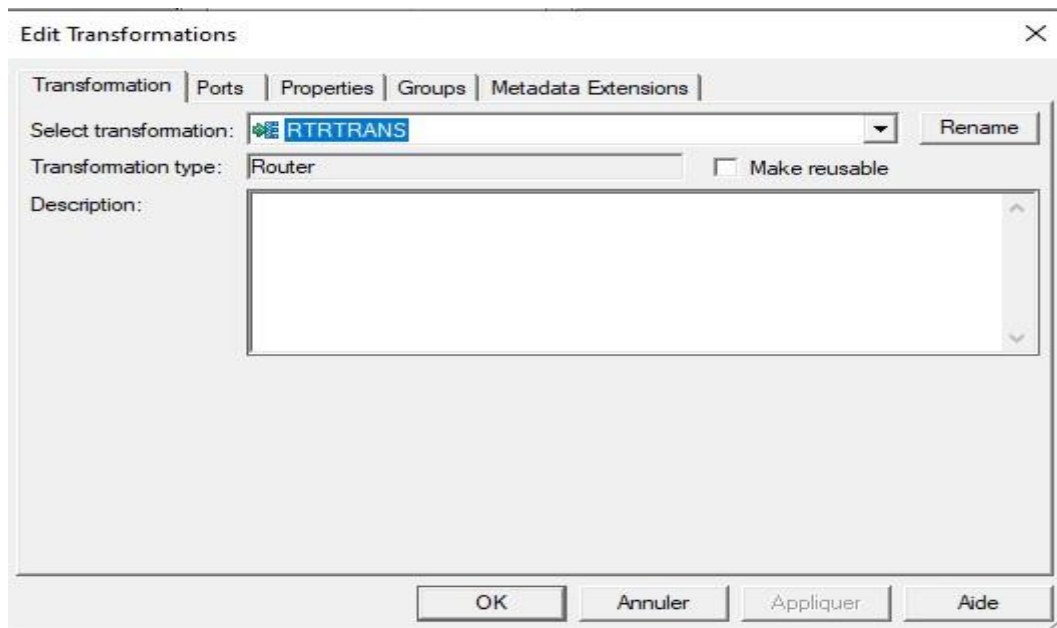 Edit Transformations
Transformation Ports Properties Groups Metadata Extensions
Select transformation: RTRTRANS Rename
Transformation type: Router Make reusable
Description:
OK Annuler Appliquer Aide